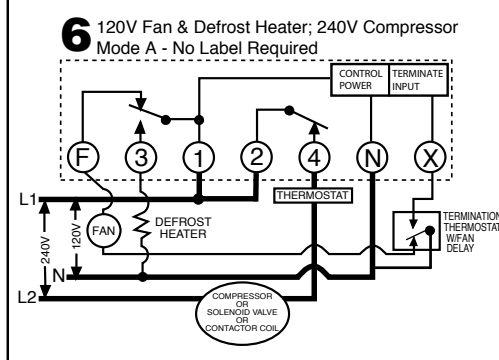 6 120V Fan & Defrost Heater; 240V Compressor
Mode A - No Label Required
CONTROL
POWER
TERMINATE
INPUT
F 3 1 2 4 N X
THERMOSTAT
L1
FAN
DEFROST
HEATER
TERMINATION
THERMOSTAT
W/FAN
DELAY
240V
120V
N
L2
COMPRESSOR
OR
SOLENOID VALVE
OR
CONTACTOR COIL